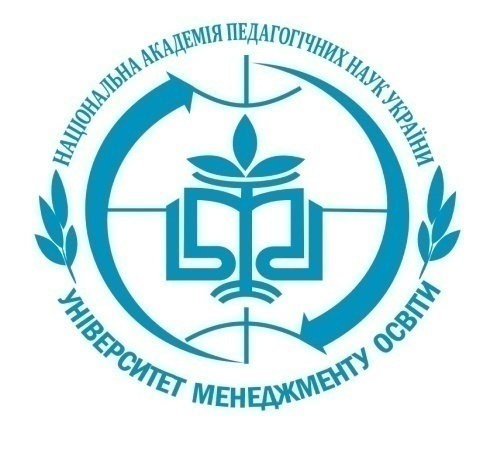 НАЦІОНАЛЬНА АКАДЕМІЯ ПЕДАГОГІЧНИХ НАУК УКРАЇНИ
УНІВЕРСИТЕТ МЕНЕДЖМЕНТУ ОСВІТИ